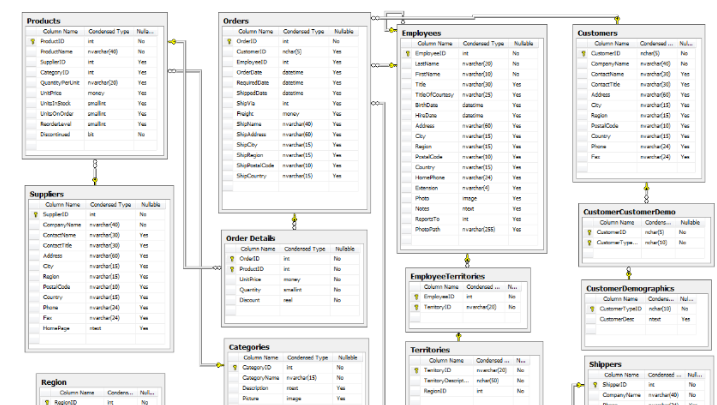 Products
Column Name Condensed Type Nulla...
ProductID int No
ProductName nvarchar(40) No
SupplierID int Yes
CategoryID int Yes
QuantityPerUnit nvarchar(20) Yes
UnitPrice money Yes
UnitsInStock smallint Yes
UnitsOnOrder smallint Yes
ReorderLevel smallint Yes
Discontinued bit No
Orders
Column Name Condensed Type Nullable
OrderID int No
CustomerID nchar(5) Yes
EmployeeID int Yes
OrderDate datetime Yes
RequiredDate datetime Yes
ShippedDate datetime Yes
ShipVia int Yes
Freight money Yes
ShipName nvarchar(40) Yes
ShipAddress nvarchar(60) Yes
ShipCity nvarchar(15) Yes
ShipRegion nvarchar(15) Yes
ShipPostalCode nvarchar(10) Yes
ShipCountry nvarchar(15) Yes
Employees
Column Name Condensed Type Nullable
EmployeeID int No
LastName nvarchar(20) No
FirstName nvarchar(10) No
Title nvarchar(30) Yes
TitleOfCourtesy nvarchar(25) Yes
BirthDate datetime Yes
HireDate datetime Yes
Address nvarchar(60) Yes
City nvarchar(15) Yes
Region nvarchar(15) Yes
PostalCode nvarchar(10) Yes
Country nvarchar(15) Yes
HomePhone nvarchar(24) Yes
Extension nvarchar(4) Yes
Photo image Yes
Notes ntext Yes
ReportsTo int Yes
PhotoPath nvarchar(255) Yes
Customers
Column Name Condensed ... Nul...
CustomerID nchar(5) No
CompanyName nvarchar(40) No
ContactName nvarchar(30) Yes
ContactTitle nvarchar(30) Yes
Address nvarchar(60) Yes
City nvarchar(15) Yes
Region nvarchar(15) Yes
PostalCode nvarchar(10) Yes
Country nvarchar(15) Yes
Phone nvarchar(24) Yes
Fax nvarchar(24) Yes
Suppliers
Column Name Condensed Type Nullable
SupplierID int No
CompanyName nvarchar(40) No
ContactName nvarchar(30) Yes
ContactTitle nvarchar(30) Yes
Address nvarchar(60) Yes
City nvarchar(15) Yes
Region nvarchar(15) Yes
PostalCode nvarchar(10) Yes
Country nvarchar(15) Yes
Phone nvarchar(24) Yes
Fax nvarchar(24) Yes
HomePage ntext Yes
Order Details
Column Name Condensed Type Nullable
OrderID int No
ProductID int No
UnitPrice money No
Quantity smallint No
Discount real No
CustomerCustomerDemo
Column Name Condens... Nul...
CustomerID nchar(5) No
CustomerType... nchar(10) No
EmployeeTerritories
Column Name Condensed ... N...
EmployeeID int No
TerritoryID nvarchar(20) No
CustomerDemographics
Column Name Condens... Nul...
CustomerTypeID nchar(10) No
CustomerDesc ntext Yes
Categories
Column Name Condensed Type Nullable
CategoryID int No
CategoryName nvarchar(15) No
Description ntext Yes
Picture image Yes
Territories
Column Name Condensed ... N...
TerritoryID nvarchar(20) No
TerritoryDescript... nchar(50) No
RegionID int No
Shippers
Column Name Condensed ... Nul...
ShipperID int No
CompanyName nvarchar(40) No
Region
Column Name Condens... Null...
RegionID int No